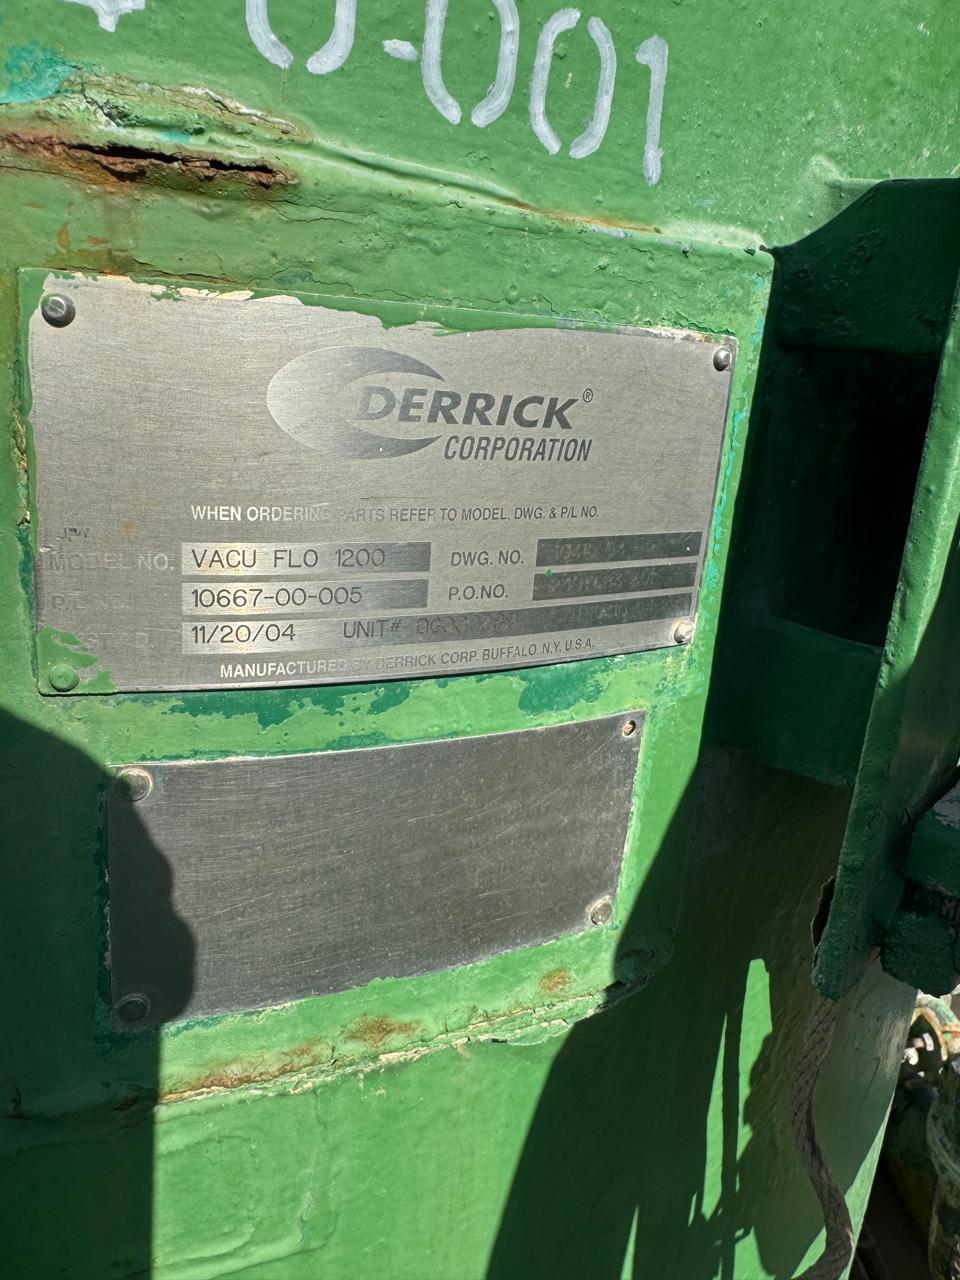 0-001
DERRICK®
CORPORATION
WHEN ORDERING PARTS REFER TO MODEL, DWG. & P/L NO.
MODEL NO. VACU FLO 1200 DWG. NO.
10667-00-005 P.O.NO.
11/20/04 UNIT#
MANUFACTURED BY DERRICK CORP. BUFFALO, N.Y. U.S.A.